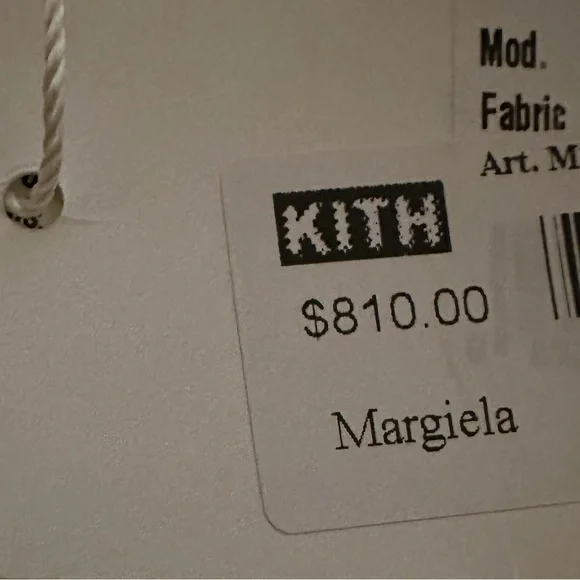 Mod.
Fabric
Art. M
KITH
$810.00
Margiela